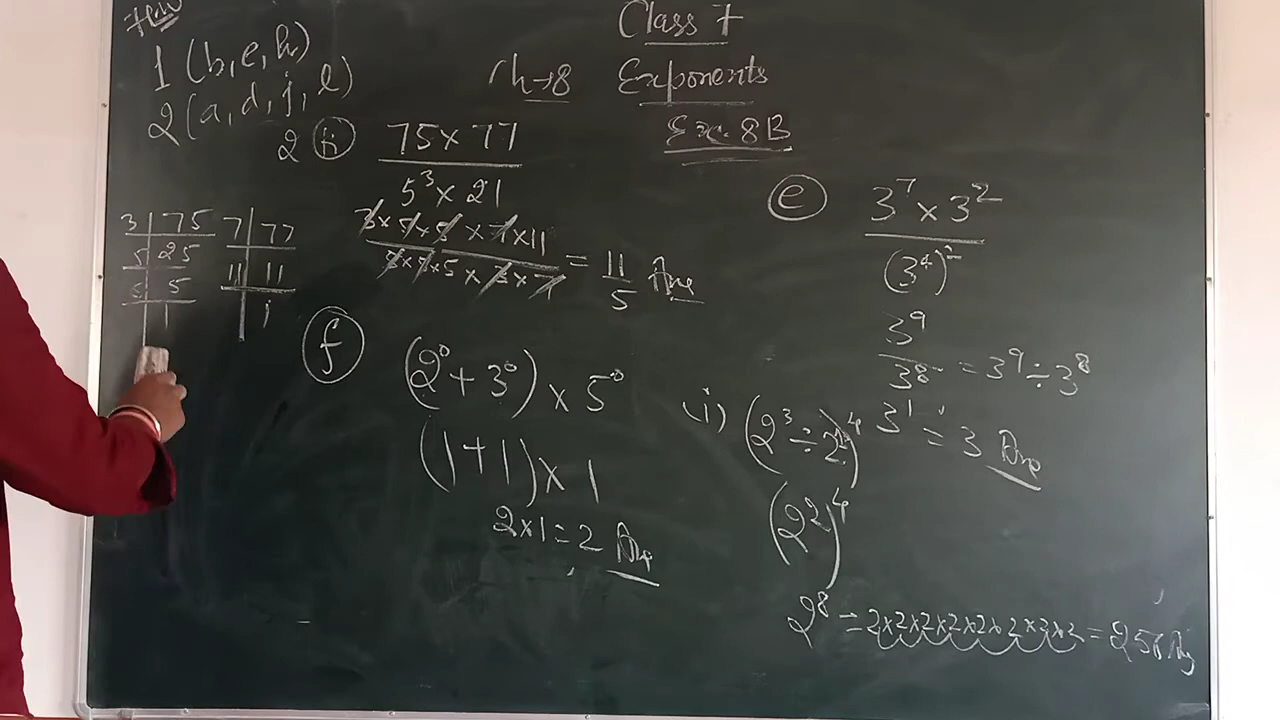 H.W
1 (b, e, h)
2 (a, d, j, l)
Class 7
Ch → 8 Exponents
Ex. 8B
2 (ii) 75 × 77
5³ × 21
3 × 5 × 5 × 7 × 11
5 × 5 × 5 × 3 × 7 = 11/5 Ans
3 | 75
5 | 25
5 | 5
1
7 | 77
11 | 11
1
(f) (2⁰ + 3⁰) × 5⁰
(1 + 1) × 1
2 × 1 = 2 Ans
(e) 3⁷ × 3²
(3⁴)²
3⁹
3⁸ = 3⁹ ÷ 3⁸
3¹ = 3 Ans
(i) (2³ ÷ 2)⁴
(2²)⁴
2⁸ = 2×2×2×2×2×2×2×2 = 256 Ans